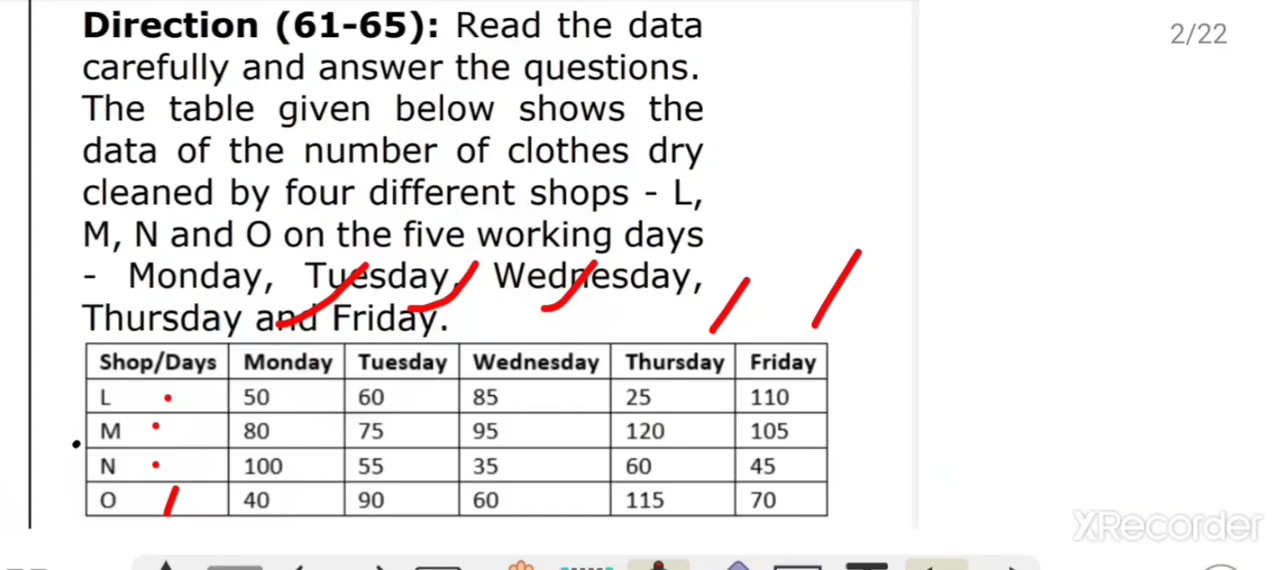 Direction (61-65): Read the data
2/22
carefully and answer the questions.
The table given below shows the
data of the number of clothes dry
cleaned by four different shops - L,
M, N and O on the five working days
- Monday, Tuesday, Wednesday,
Thursday and Friday.
Shop/Days Monday Tuesday Wednesday Thursday Friday
L 50 60 85 25 110
M 80 75 95 120 105
N 100 55 35 60 45
O 40 90 60 115 70
XRecorder